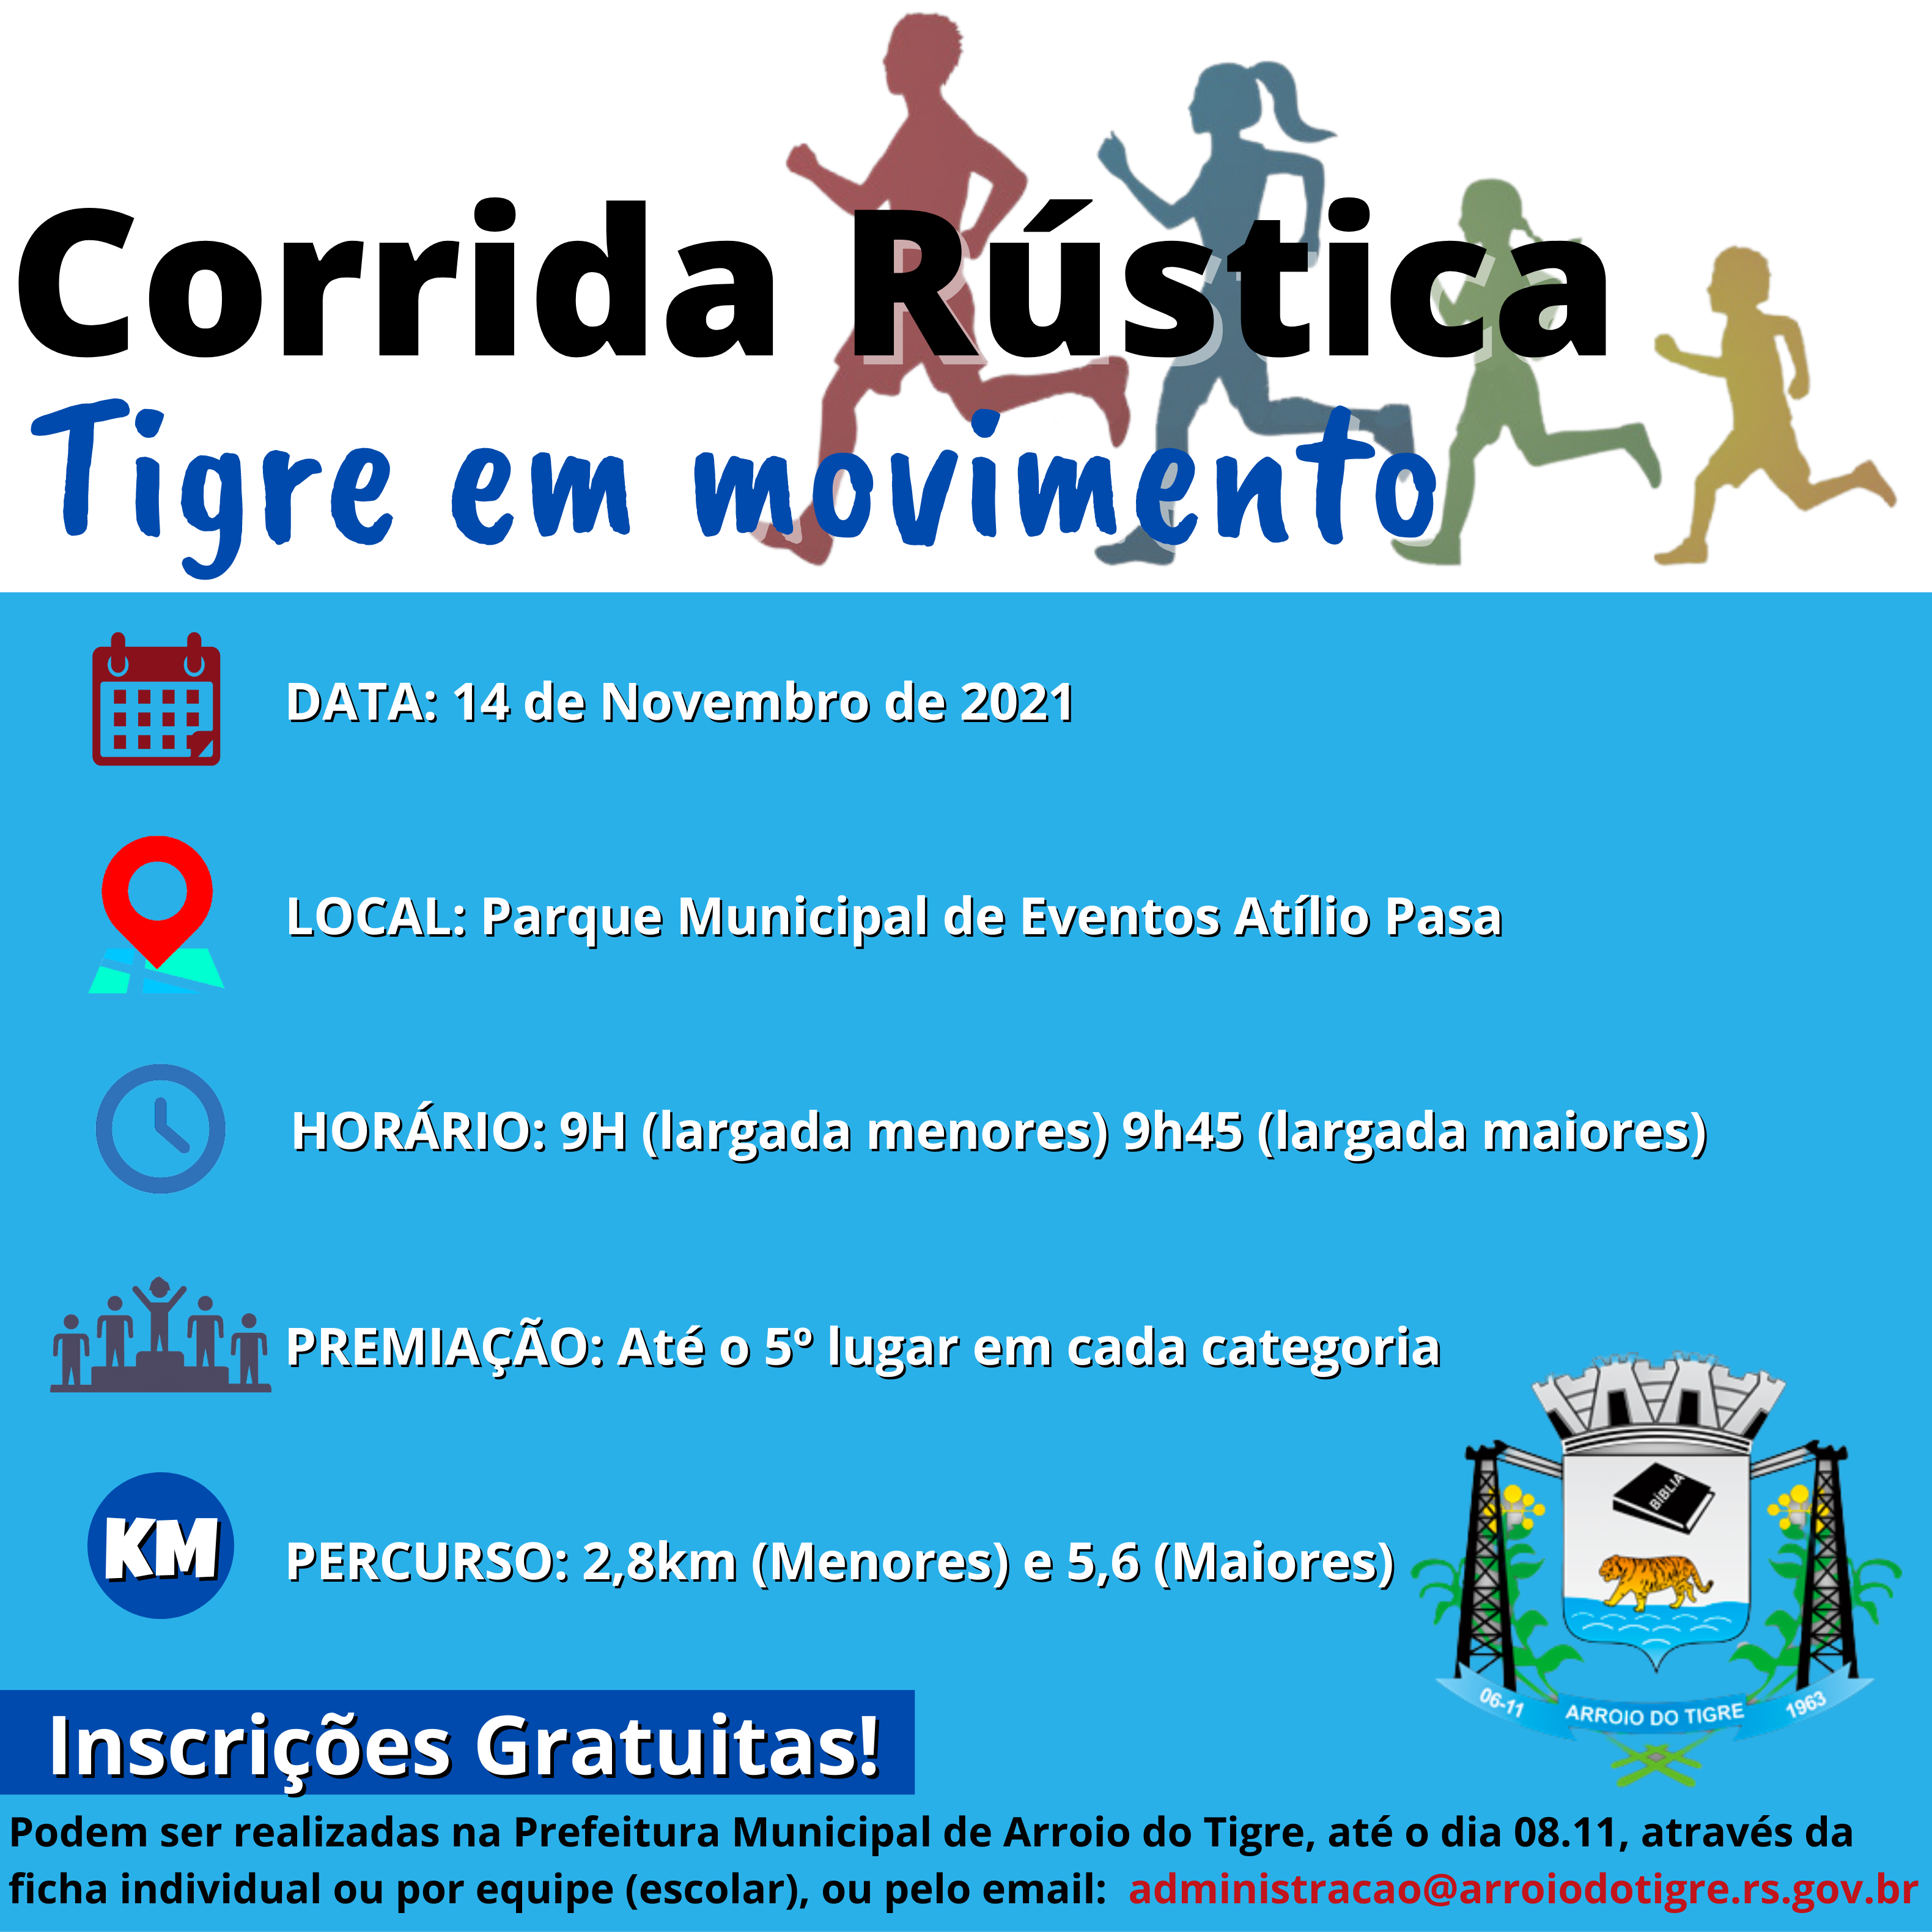 Corrida Rústica
Tigre em movimento
DATA: 14 de Novembro de 2021
LOCAL: Parque Municipal de Eventos Atílio Pasa
HORÁRIO: 9H (largada menores) 9h45 (largada maiores)
PREMIAÇÃO: Até o 5º lugar em cada categoria
KM
PERCURSO: 2,8km (Menores) e 5,6 (Maiores)
BÍBLIA
06-11 ARROIO DO TIGRE 1963
Inscrições Gratuitas!
Podem ser realizadas na Prefeitura Municipal de Arroio do Tigre, até o dia 08.11, através da
ficha individual ou por equipe (escolar), ou pelo email: administracao@arroiodotigre.rs.gov.br